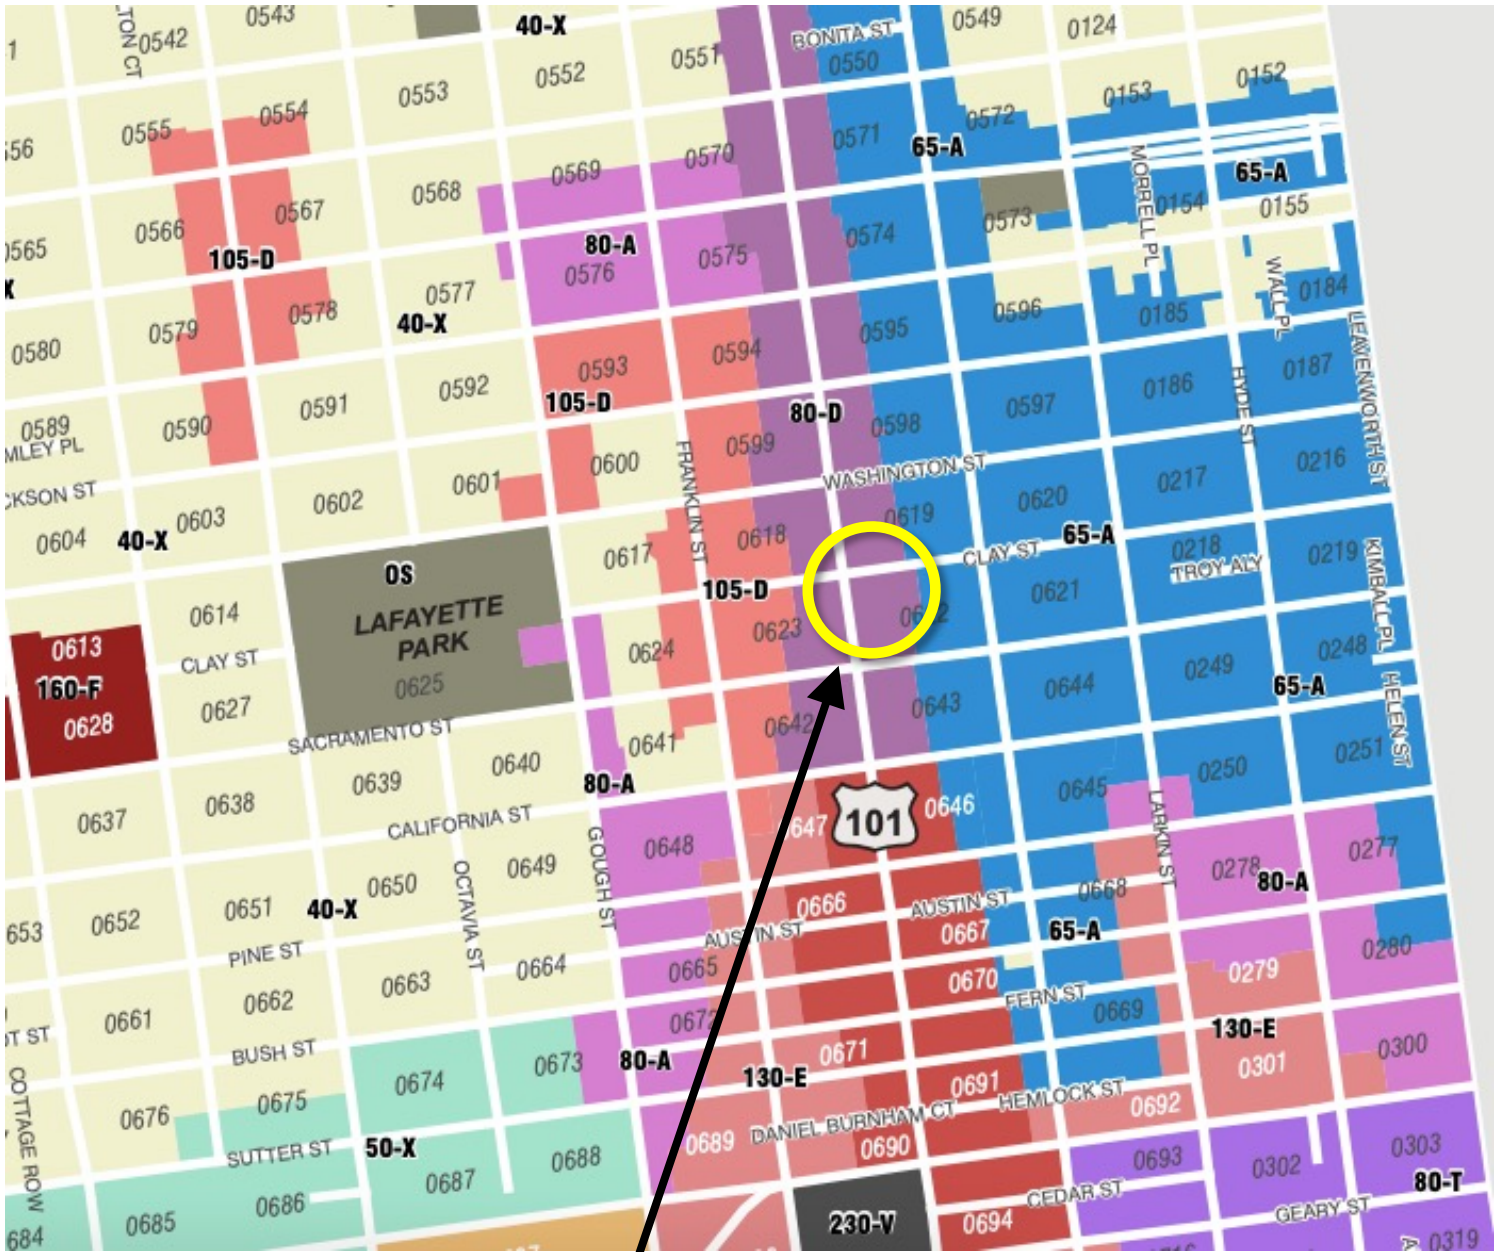 0543
40-X
BONITA ST
0549
0124
0542
0551
0552
0550
0152
0553
0153
0554
0555
0571
0572
65-A
0570
0569
65-A
0568
MORRELL PL
0567
0566
0573
0154
0155
0574
80-A
0575
0576
105-D
0577
WALL PL
0184
0578
0579
40-X
0595
0596
0185
LEAVENWORTH ST
0580
0594
0593
0592
0187
0186
HYDE ST
0591
105-D
80-D
0597
0589
0590
0598
0599
FRANKLIN ST
WASHINGTON ST
0600
0601
0216
0217
0602
0620
0603
0604
40-X
0619
0618
0617
CLAY ST
65-A
0218
TROY ALY
0219
KIMBALL PL
OS
LAFAYETTE
PARK
0625
105-D
0621
0614
0613
CLAY ST
0623
0624
0248
0249
160-F
0628
0627
0644
65-A
HELEN ST
0643
0642
0641
SACRAMENTO ST
0640
0639
0251
0250
80-A
0645
0638
0637
CALIFORNIA ST
101
0646
0647
LARKIN ST
GOUGH ST
0648
0649
OCTAVIA ST
0277
0278
80-A
0650
0668
0651
40-X
0652
653
0666
AUSTIN ST
AUSTIN ST
0667
65-A
0280
PINE ST
0664
0665
0279
0663
0662
0670
FERN ST
0661
0672
0669
130-E
0300
0301
BUSH ST
0671
80-A
130-E
0673
0674
0691
HEMLOCK ST
COTTAGE ROW
0675
0676
DANIEL BURNHAM CT
0692
0689
0690
SUTTER ST
50-X
0688
0687
0693
0302
0303
80-T
CEDAR ST
0686
0685
684
230-V
0694
GEARY ST
0319